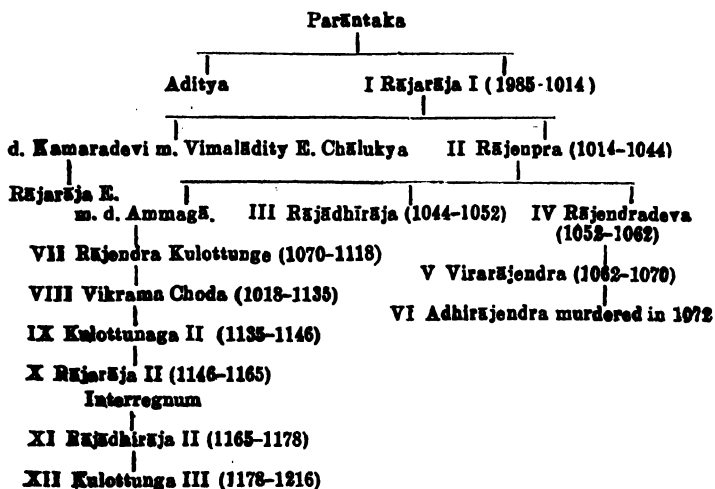 Parāntaka
Aditya I Rājarāja I (1985-1014)
d. Kamaradevi m. Vimalādity E. Chālukya II Rājenpra (1014-1044)
Rājarāja E.
m. d. Ammagā. III Rājādhīrāja (1044-1052) IV Rājendradeva
(1052-1062)
VII Rājendra Kulottunge (1070-1118)
V Virarājendra (1062-1070)
VIII Vikrama Choda (1018-1135)
VI Adhirājendra murdered in 1072
IX Kulottunaga II (1135-1146)
X Rājarāja II (1146-1165)
Interregnum
XI Rājādhirāja II (1165-1178)
XII Kulottunga III (1178-1216)